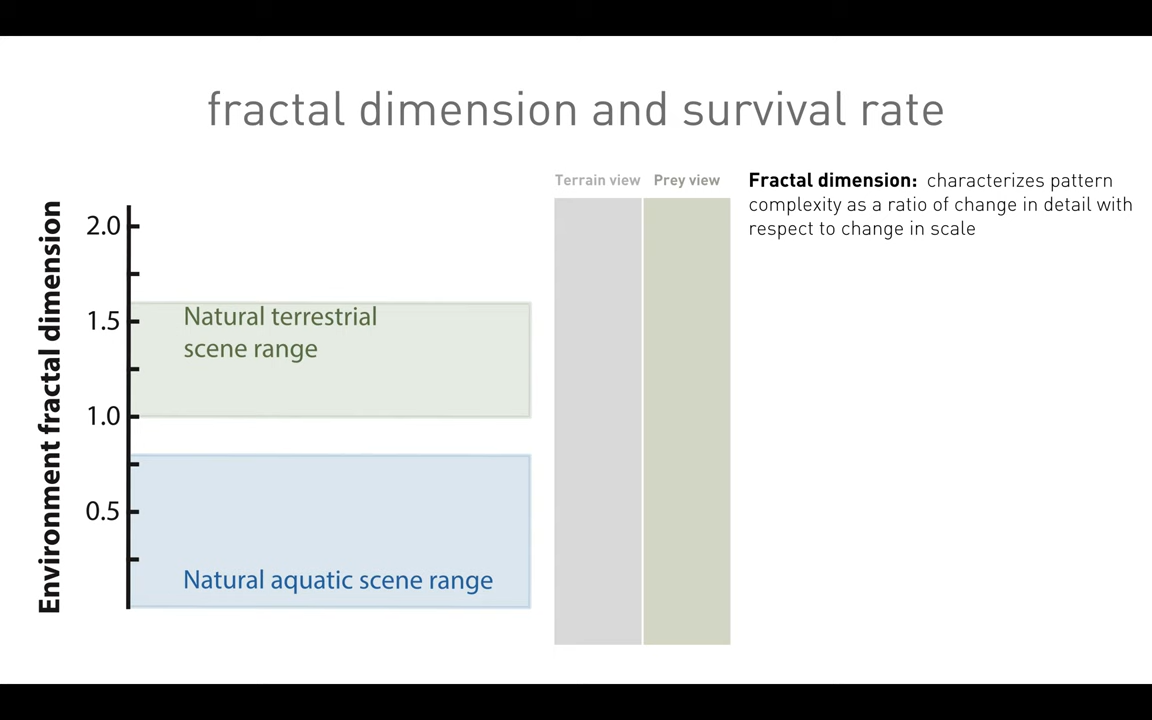 fractal dimension and survival rate
Terrain view Prey view
Fractal dimension: characterizes pattern
complexity as a ratio of change in detail with
respect to change in scale
Environment fractal dimension
2.0
1.5
1.0
0.5
Natural terrestrial
scene range
Natural aquatic scene range